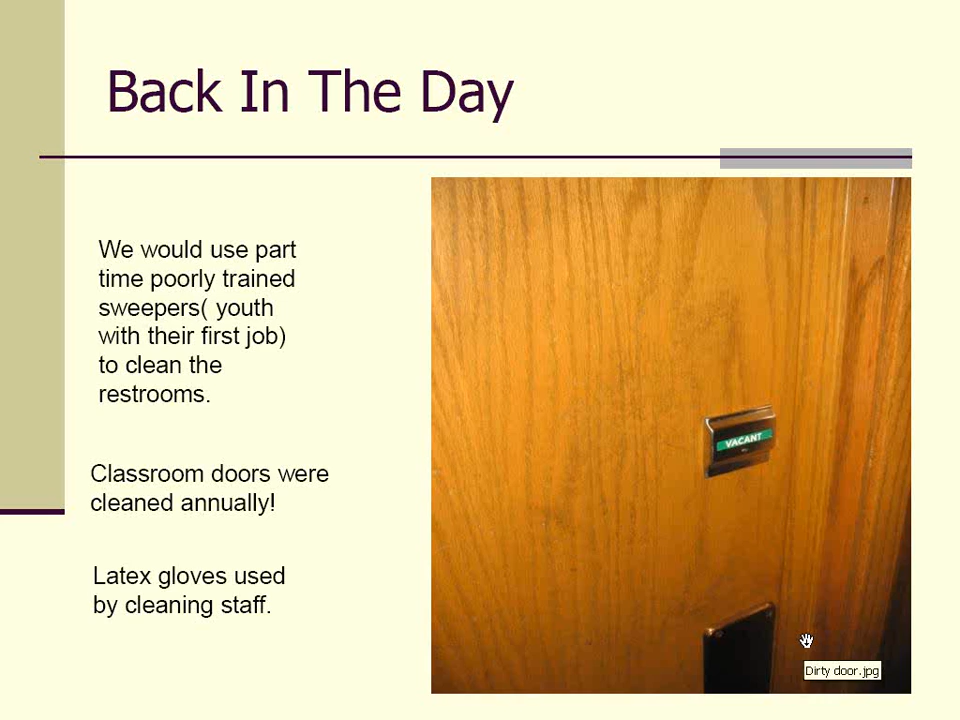 Back In The Day
We would use part
time poorly trained
sweepers( youth
with their first job)
to clean the
restrooms.
Classroom doors were
cleaned annually!
Latex gloves used
by cleaning staff.
VACANT
Dirty door.jpg